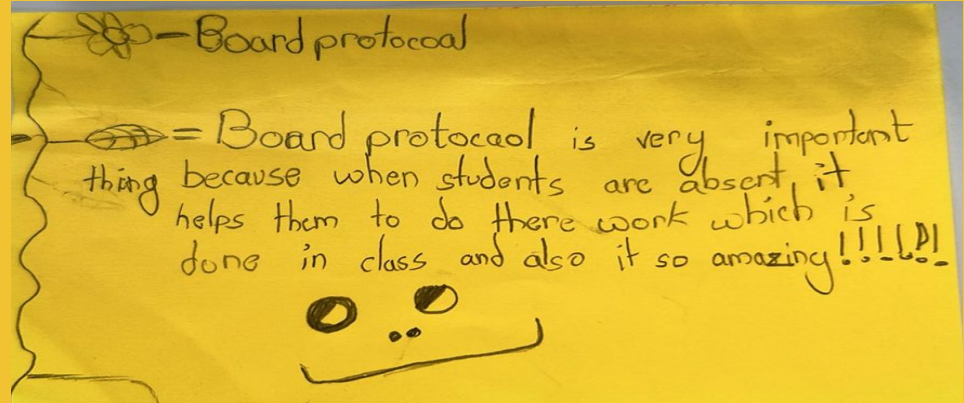 - Board protocoal
= Board protocaol is very important
thing because when students are absent, it
helps them to do there work which is
done in class and also it so amazing!!!!!!!